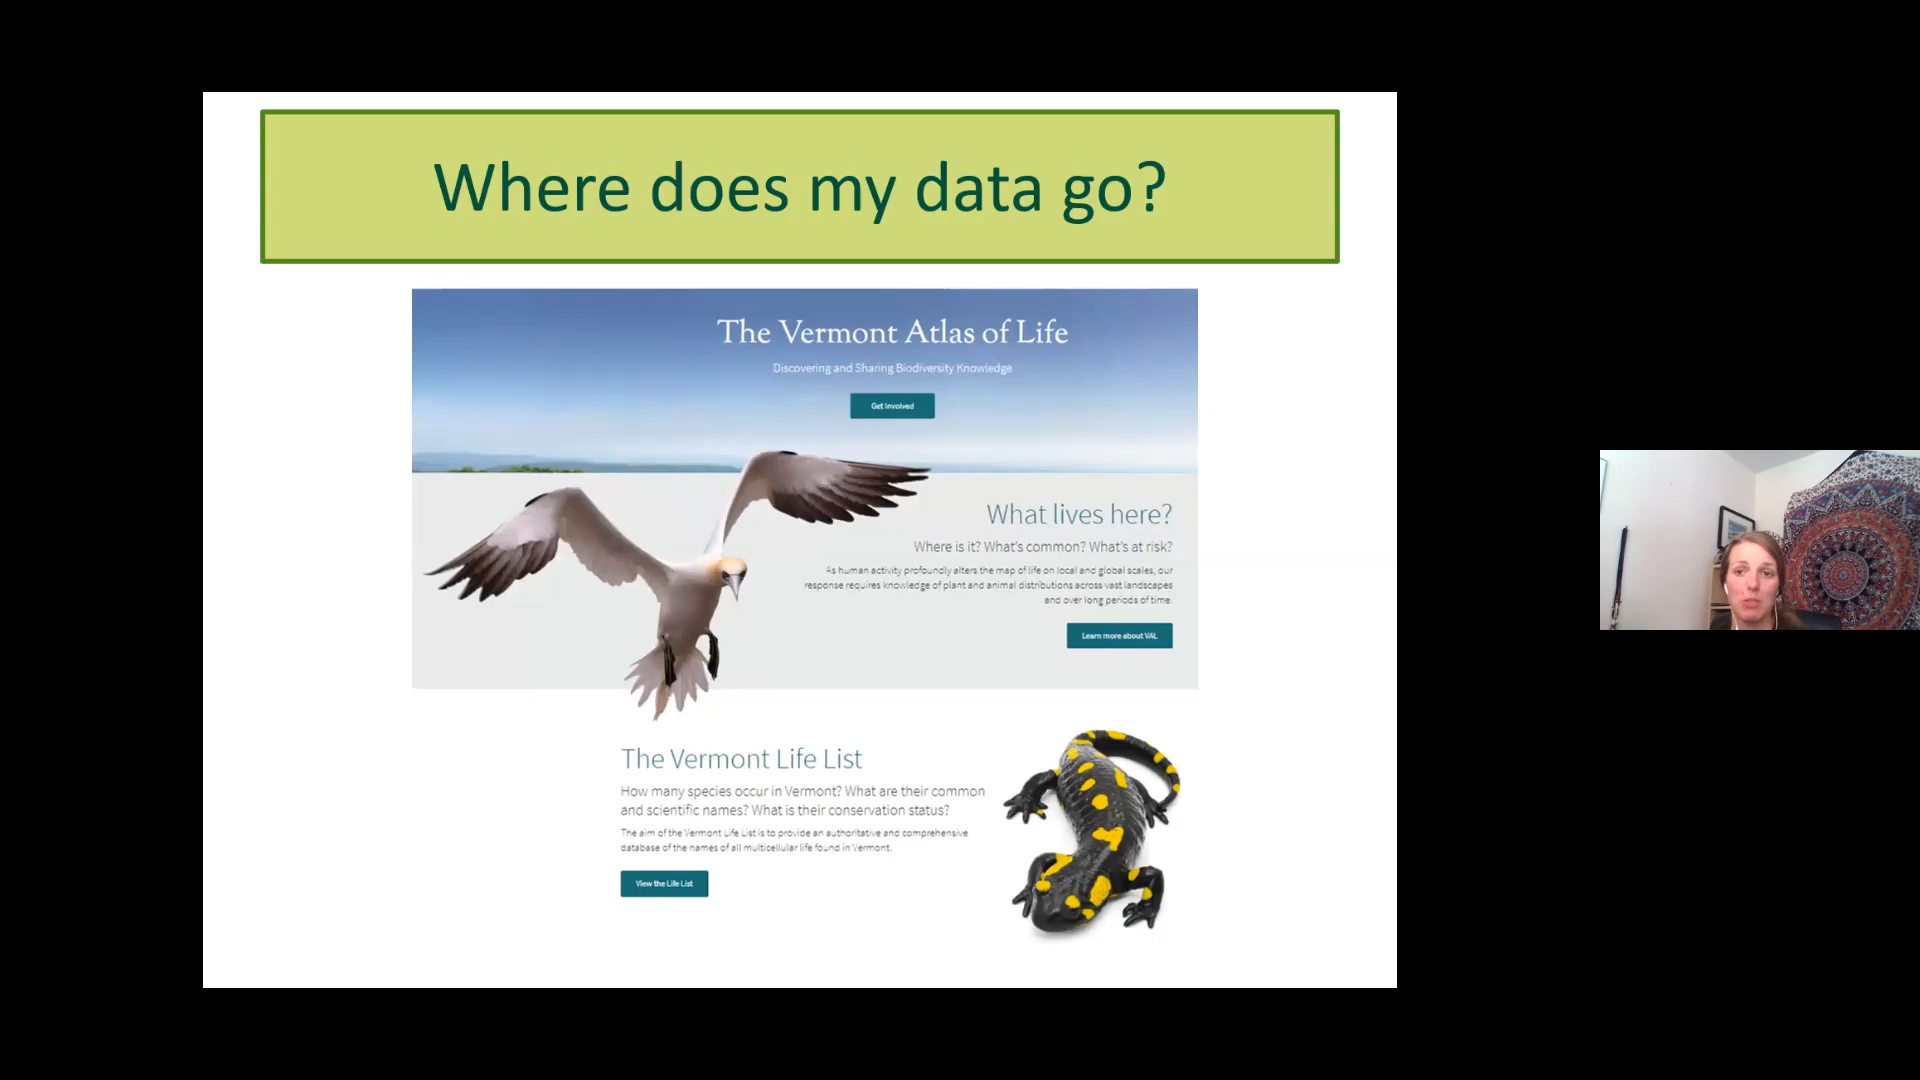 Where does my data go?
The Vermont Atlas of Life
Discovering and Sharing Biodiversity Knowledge
Get Involved
What lives here?
Where is it? What's common? What's at risk?
As human activity profoundly alters the map of life on local and global scales, our
response requires knowledge of plant and animal distributions across vast landscapes
and over long periods of time.
Learn more about VAL
The Vermont Life List
How many species occur in Vermont? What are their common
and scientific names? What is their conservation status?
The aim of the Vermont Life List is to provide an authoritative and comprehensive
database of the names of all multicellular life found in Vermont.
View the Life List